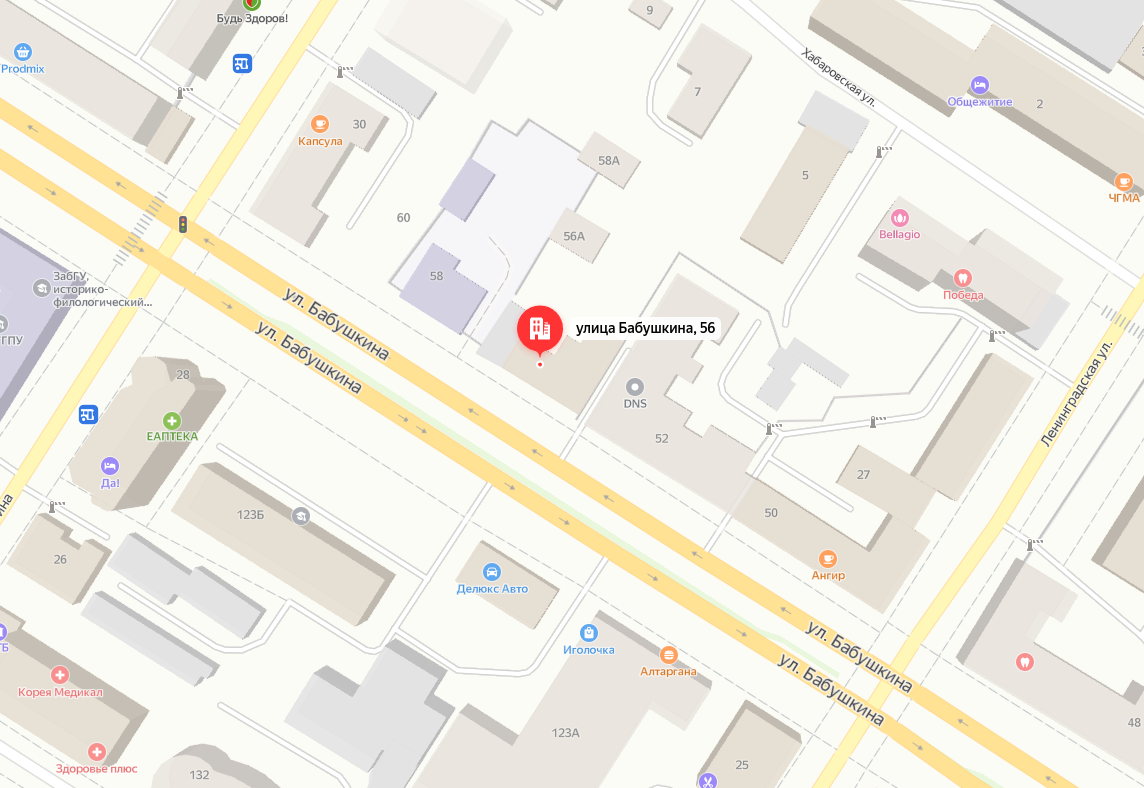 Будь Здоров!
9
Prodmix
Хабаровская ул.
7
Общежитие
2
30
Капсула
58А
5
ЧГМА
60
56А
Bellagio
ЗабГУ,
историко-
филологический...
58
Победа
ул. Бабушкина
ул. Бабушкина
улица Бабушкина, 56
ГПУ
28
DNS
Ленинградская ул.
ЕАПТЕКА
52
Да!
27
ина
123Б
50
26
Ангир
Делюкс Авто
Иголочка
ул. Бабушкина
ул. Бабушкина
Алтаргана
ТБ
Корея Медикал
48
123А
Здоровье плюс
132
25